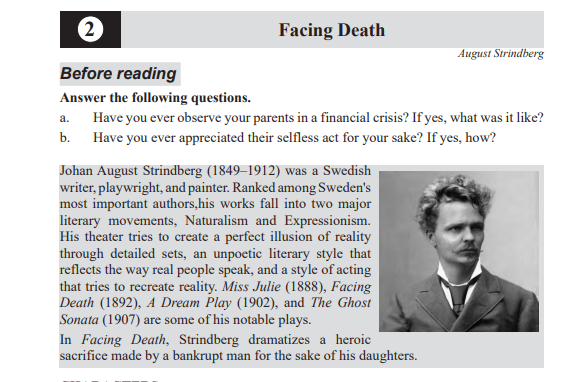 2
Facing Death
August Strindberg
Before reading
Answer the following questions.
a. Have you ever observe your parents in a financial crisis? If yes, what was it like?
b. Have you ever appreciated their selfless act for your sake? If yes, how?
Johan August Strindberg (1849–1912) was a Swedish
writer, playwright, and painter. Ranked among Sweden's
most important authors,his works fall into two major
literary movements, Naturalism and Expressionism.
His theater tries to create a perfect illusion of reality
through detailed sets, an unpoetic literary style that
reflects the way real people speak, and a style of acting
that tries to recreate reality. Miss Julie (1888), Facing
Death (1892), A Dream Play (1902), and The Ghost
Sonata (1907) are some of his notable plays.
In Facing Death, Strindberg dramatizes a heroic
sacrifice made by a bankrupt man for the sake of his daughters.